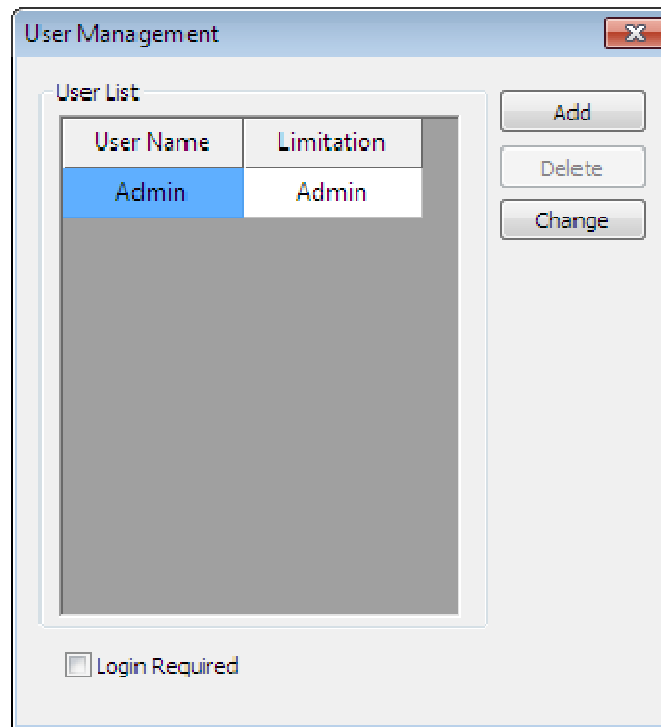 User Management
User List
User Name Limitation
Admin Admin
Add
Delete
Change
Login Required